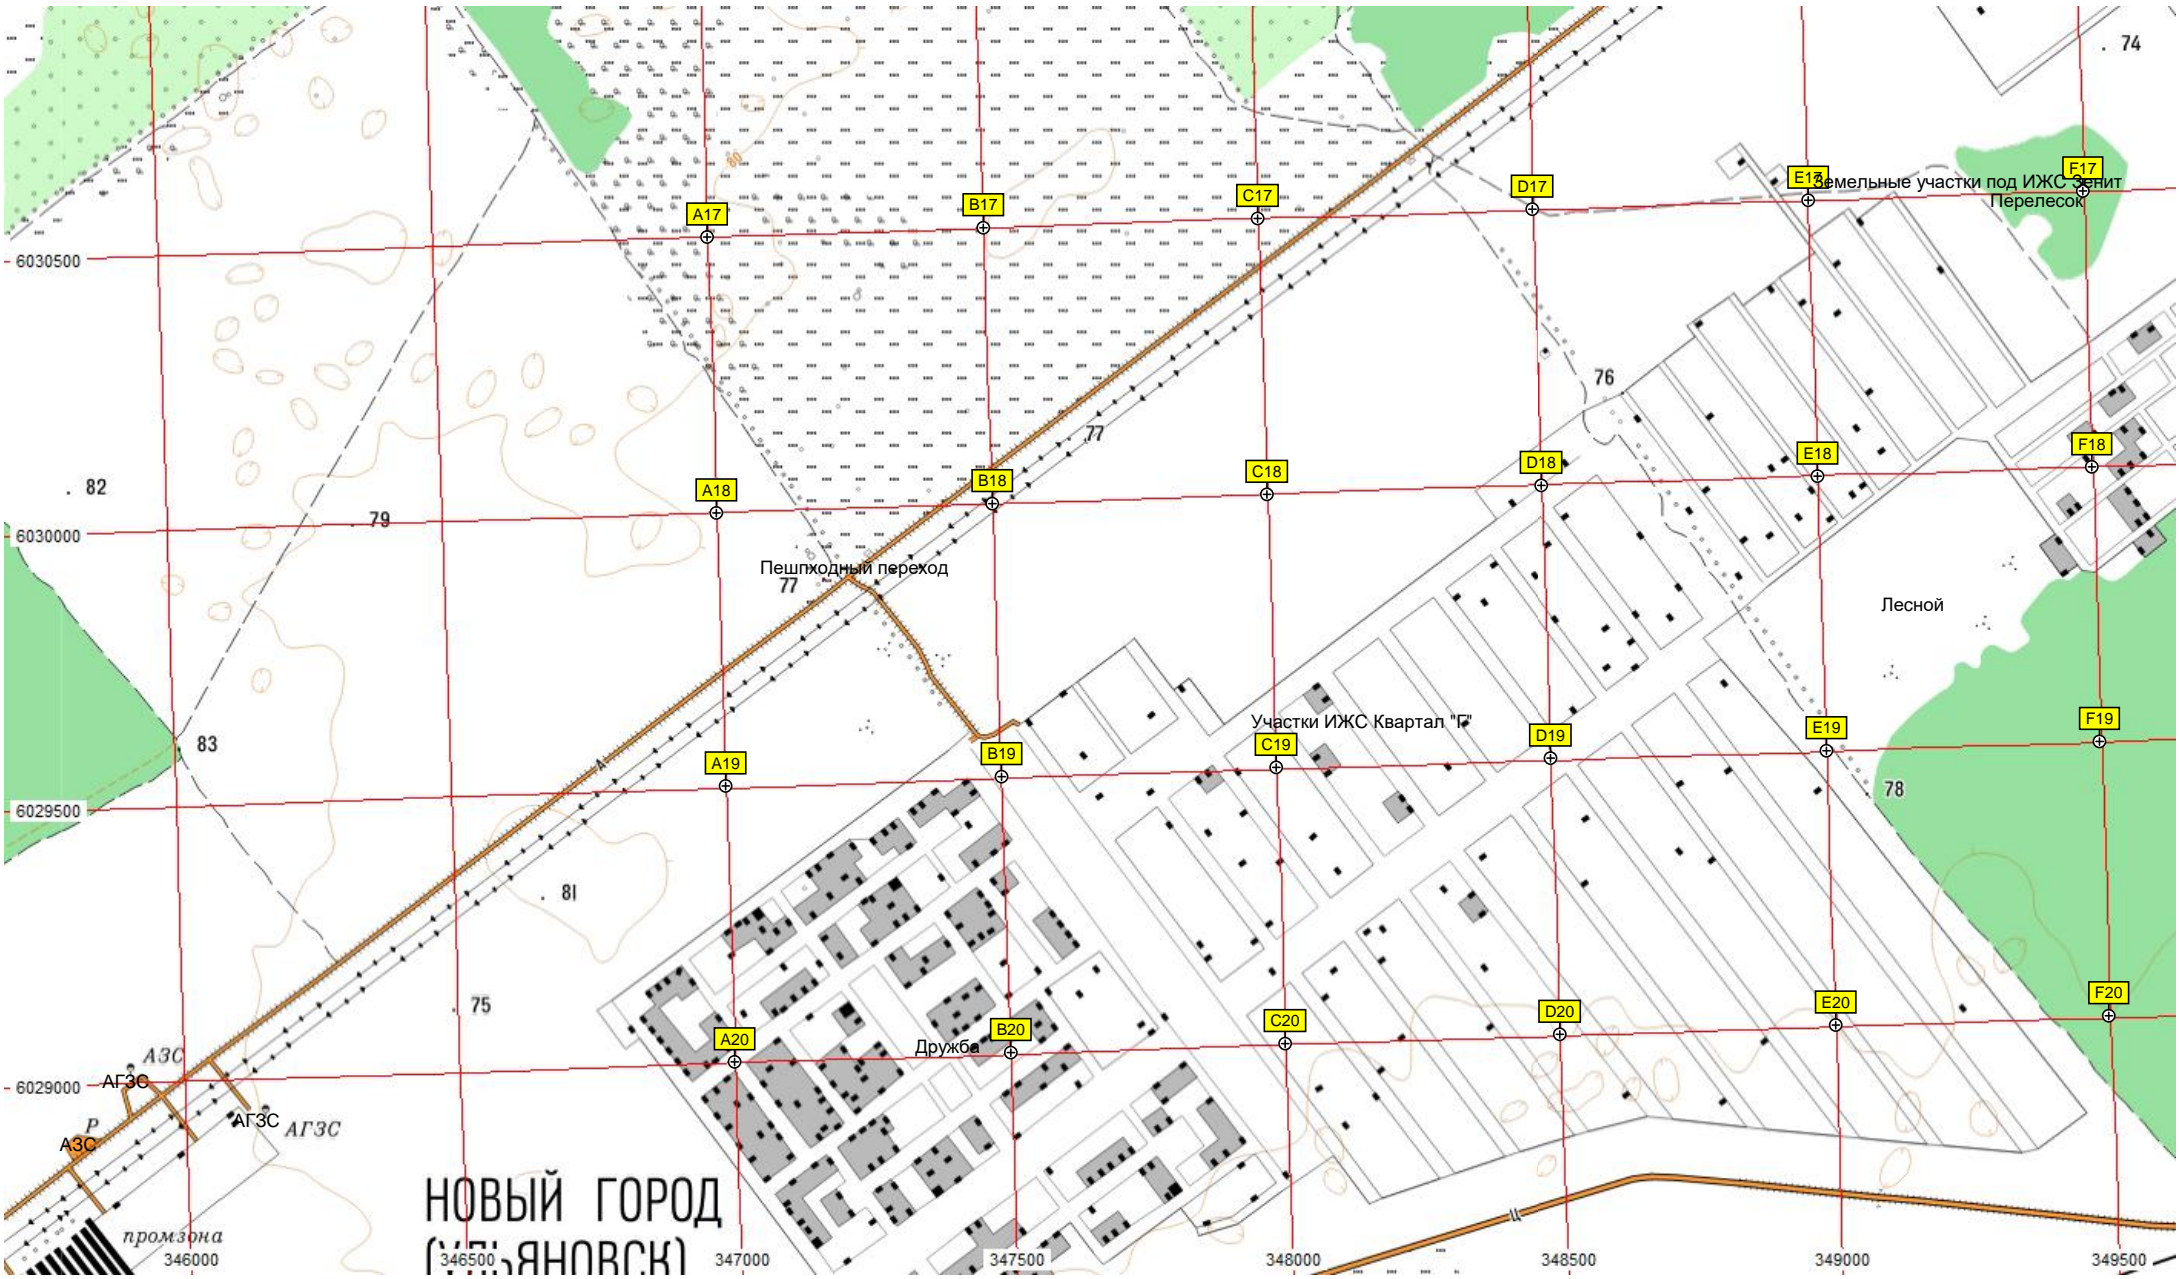 74
80
F17
E17
Земельные участки под ИЖС Зенит
D17
Перелесок
C17
B17
A17
6030500
76
77
F18
E18
D18
C18
B18
A18
82
79
6030000
Пешпходный переход
77
Лесной
Участки ИЖС Квартал "Г"
F19
E19
D19
C19
B19
A19
83
78
6029500
81
75
F20
E20
D20
C20
B20
A20
Дружба
АЗС
АГЗС
6029000
АГЗС
АГЗС
Р
АЗС
НОВЫЙ ГОРОД
(УЛЬЯНОВСК)
промзона
346000
346500
347000
347500
348000
348500
349000
349500